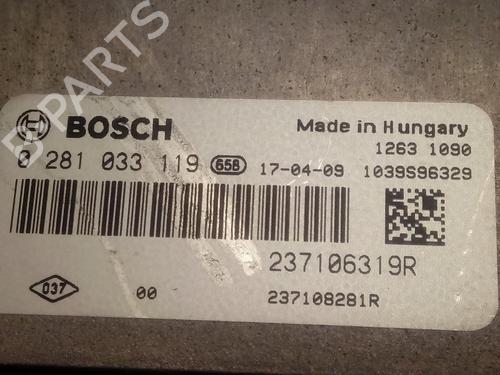 B-PARTS
BOSCH
Made in Hungary
1263 1090
0 281 033 119 658 17-04-09 1039S96329
237106319R
037 00 237108281R